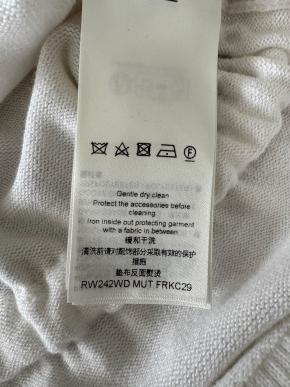 Gentle dry clean
Protect the accessories before
cleaning
Iron inside out protecting garment
with a fabric in between
缓和干洗
清洗前请对配饰部分采取有效的保护
措施
垫布反面熨烫
RW242WD MUT FRKC29